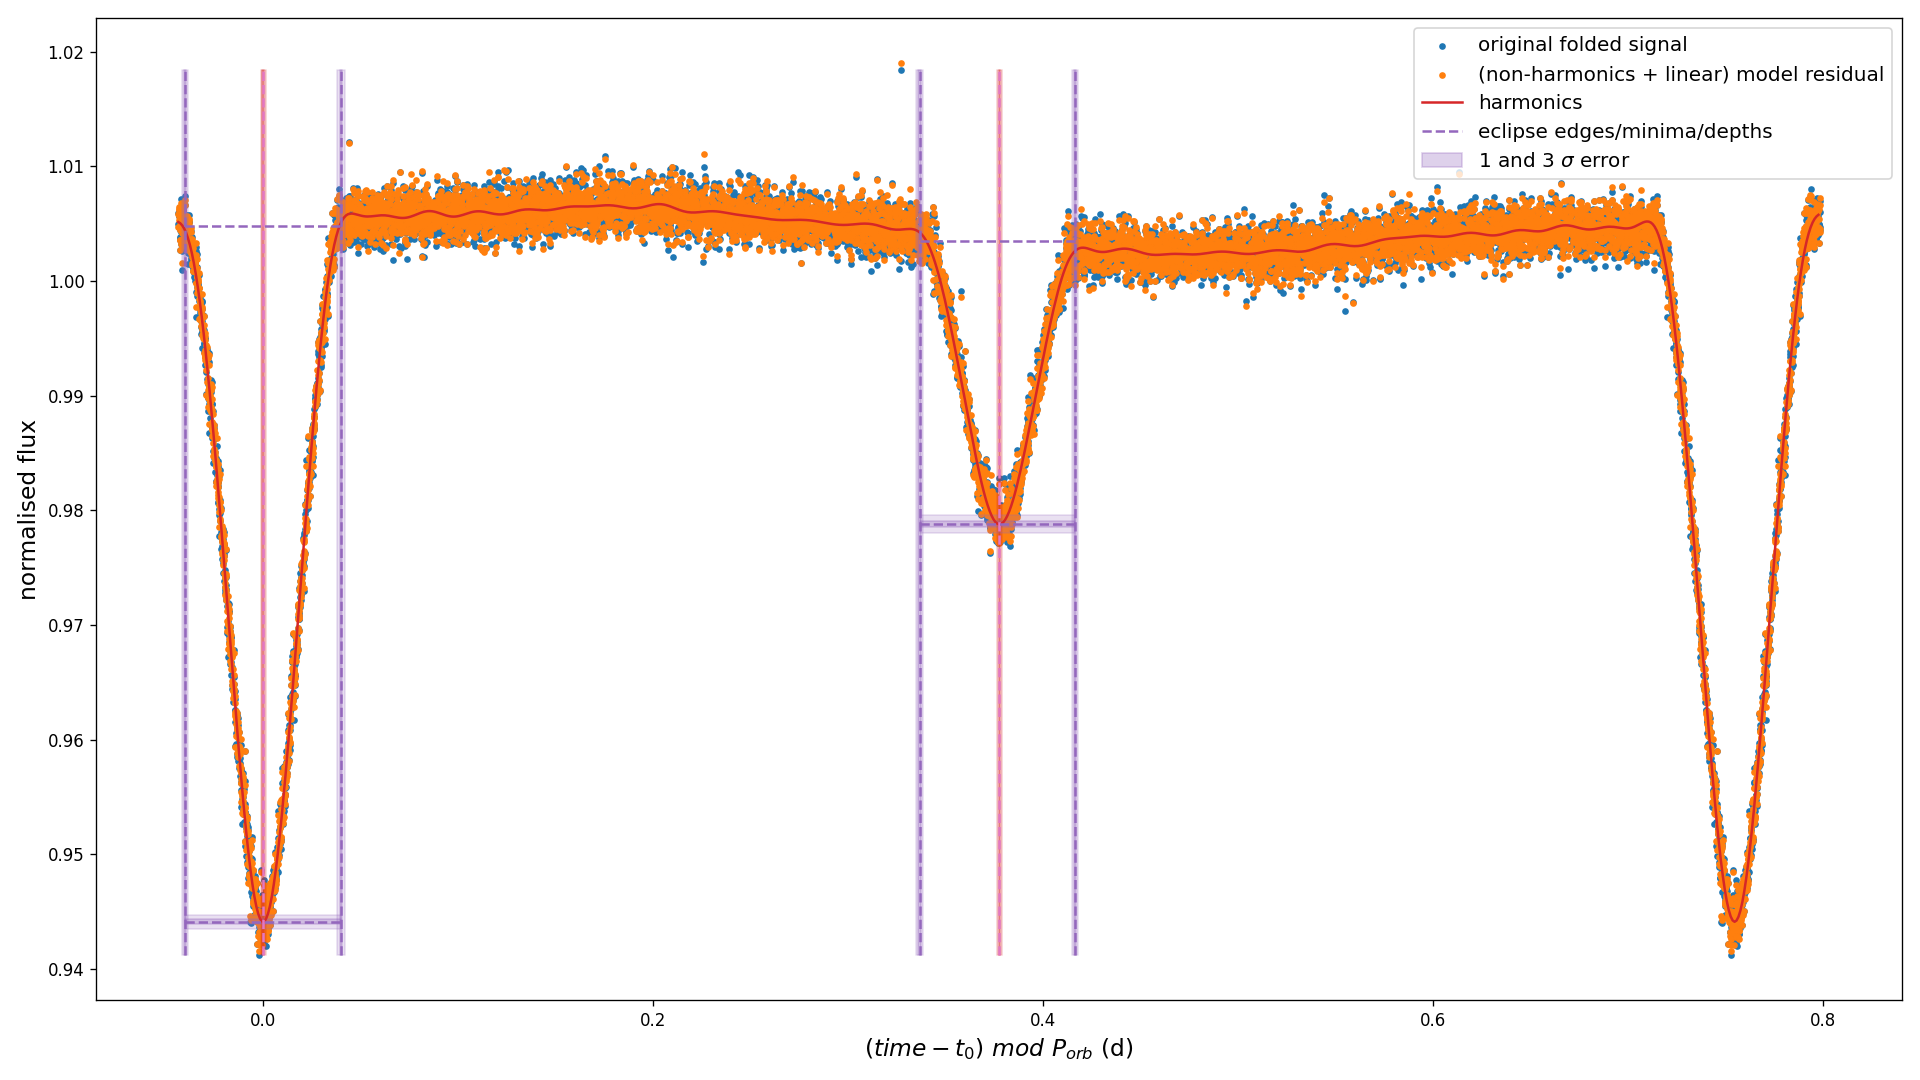 original folded signal
(non-harmonics + linear) model residual
harmonics
eclipse edges/minima/depths
1 and 3 σ error
normalised flux
1.02
1.01
1.00
0.99
0.98
0.97
0.96
0.95
0.94
0.0 0.2 0.4 0.6 0.8
(time − t₀) mod Pₒᵣb (d)